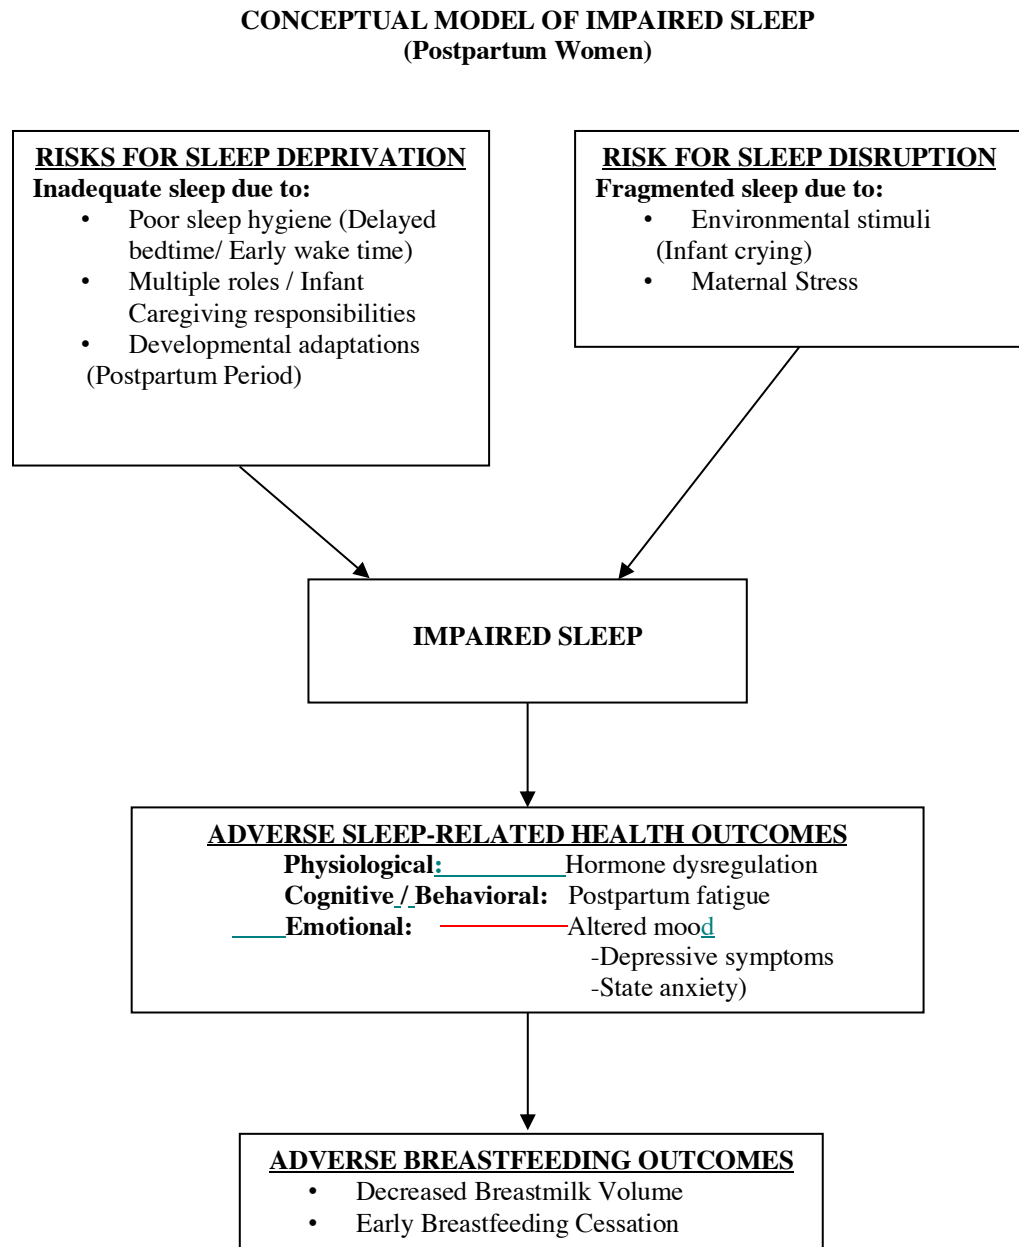 CONCEPTUAL MODEL OF IMPAIRED SLEEP
(Postpartum Women)
RISKS FOR SLEEP DEPRIVATION
Inadequate sleep due to:
• Poor sleep hygiene (Delayed
bedtime/ Early wake time)
• Multiple roles / Infant
Caregiving responsibilities
• Developmental adaptations
(Postpartum Period)
RISK FOR SLEEP DISRUPTION
Fragmented sleep due to:
• Environmental stimuli
(Infant crying)
• Maternal Stress
IMPAIRED SLEEP
ADVERSE SLEEP-RELATED HEALTH OUTCOMES
Physiological: Hormone dysregulation
Cognitive / Behavioral: Postpartum fatigue
Emotional: Altered mood
-Depressive symptoms
-State anxiety)
ADVERSE BREASTFEEDING OUTCOMES
• Decreased Breastmilk Volume
• Early Breastfeeding Cessation